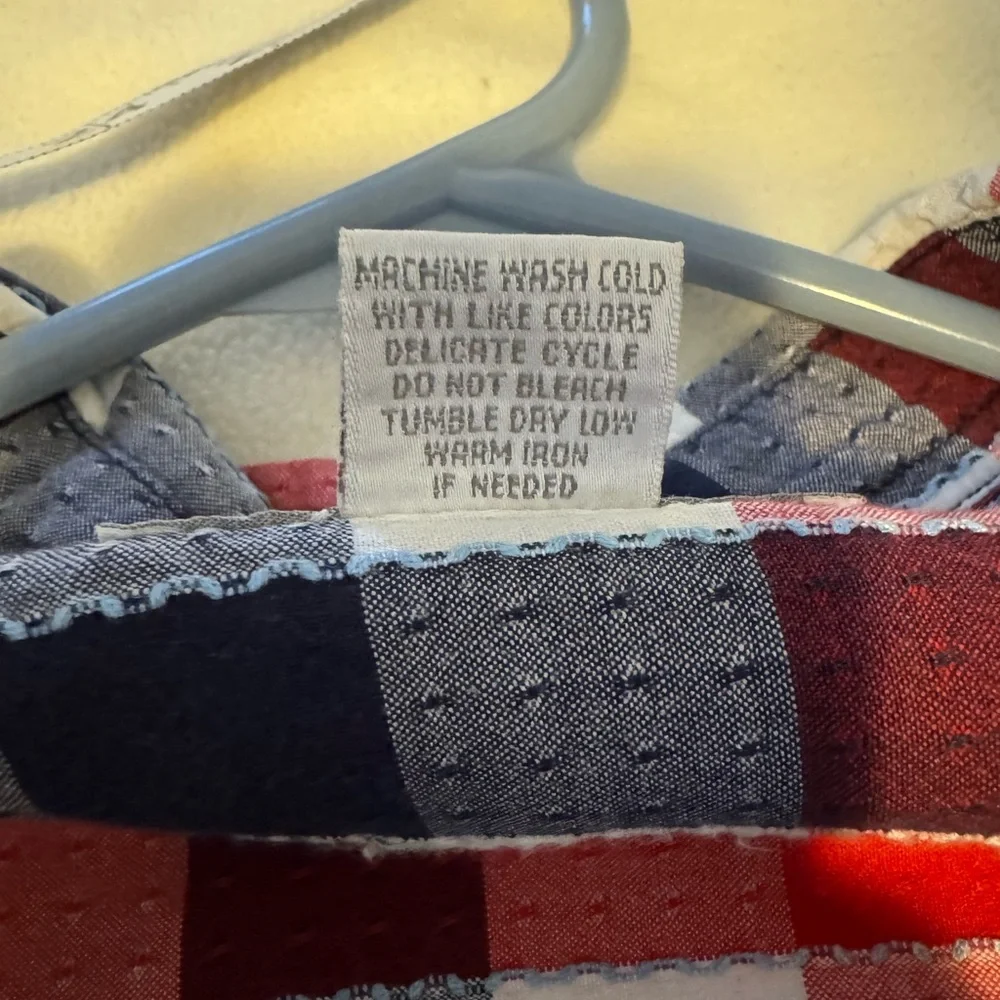 MACHINE WASH COLD
WITH LIKE COLORS
DELICATE CYCLE
DO NOT BLEACH
TUMBLE DRY LOW
WARM IRON
IF NEEDED